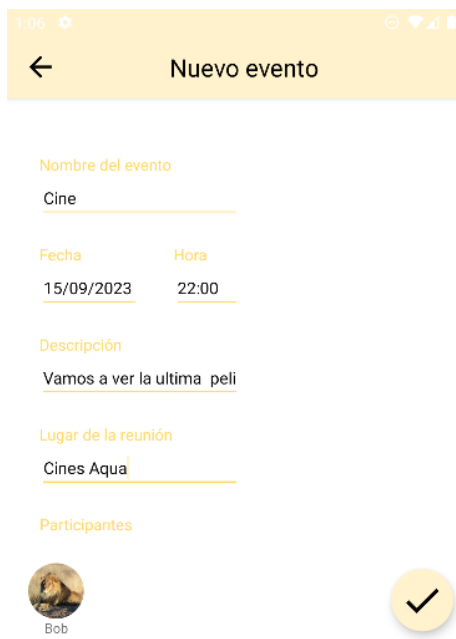 1:06
Nuevo evento
Nombre del evento
Cine
Fecha Hora
15/09/2023 22:00
Descripción
Vamos a ver la ultima  peli
Lugar de la reunión
Cines Aqua
Participantes
Bob